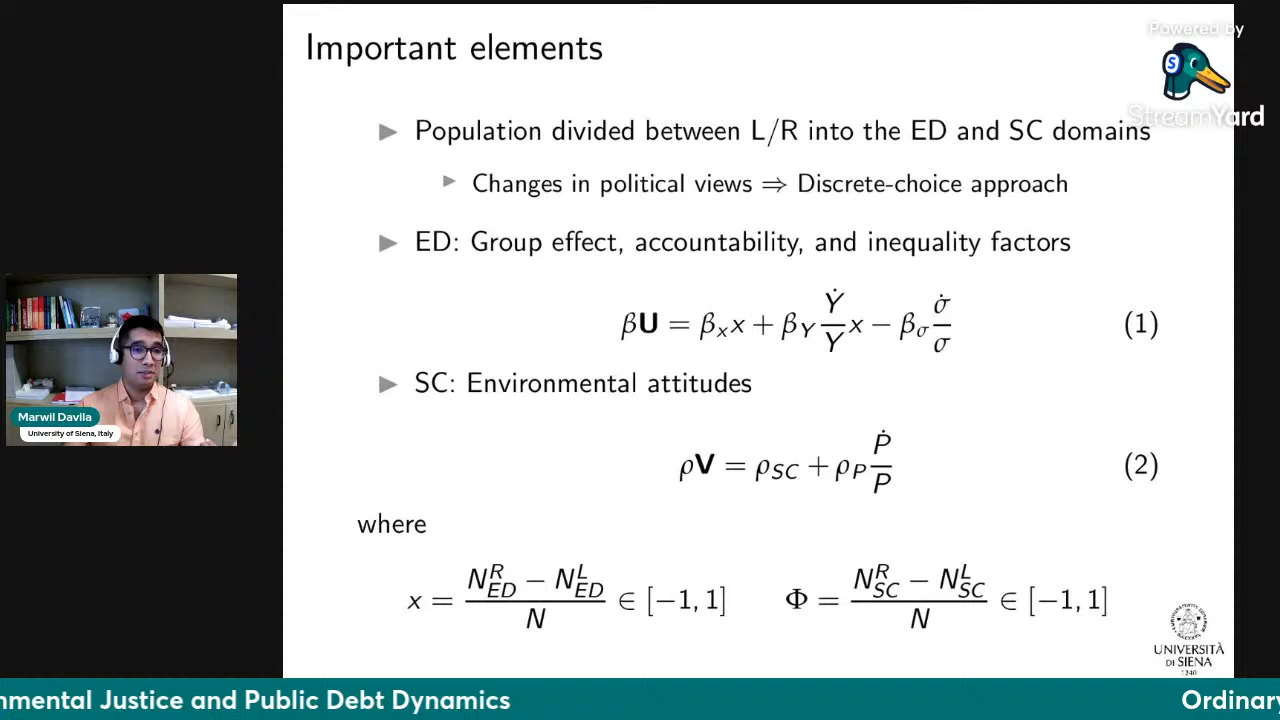 Important elements
Powered by
S
StreamYard
▶ Population divided between L/R into the ED and SC domains
▶ Changes in political views ⇒ Discrete-choice approach
▶ ED: Group effect, accountability, and inequality factors
βU = βₓx + β_Y Ẏ/Y x − β_σ σ̇/σ (1)
▶ SC: Environmental attitudes
ρV = ρ_SC + ρ_P Ṗ/P (2)
where
x = (N^R_ED − N^L_ED)/N ∈ [−1, 1] Φ = (N^R_SC − N^L_SC)/N ∈ [−1, 1]
Marwil Davila
University of Siena, Italy
UNIVERSITÀ
DI SIENA
1240
nmental Justice and Public Debt Dynamics
Ordinary